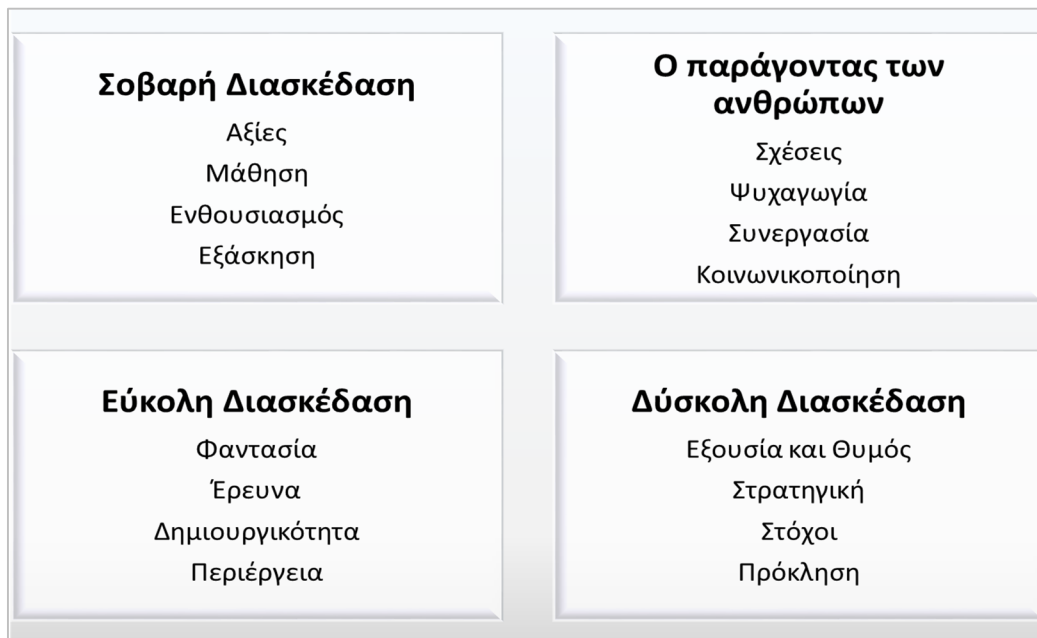 Σοβαρή Διασκέδαση
Αξίες
Μάθηση
Ενθουσιασμός
Εξάσκηση
Ο παράγοντας των
ανθρώπων
Σχέσεις
Ψυχαγωγία
Συνεργασία
Κοινωνικοποίηση
Εύκολη Διασκέδαση
Φαντασία
Έρευνα
Δημιουργικότητα
Περιέργεια
Δύσκολη Διασκέδαση
Εξουσία και Θυμός
Στρατηγική
Στόχοι
Πρόκληση